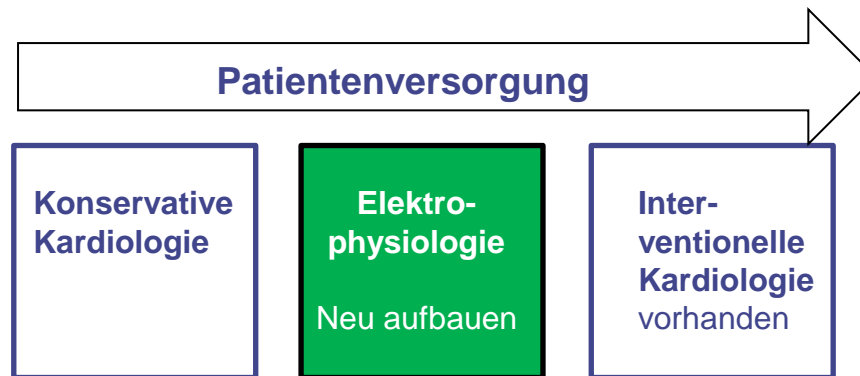 Patientenversorgung
Konservative
Kardiologie
Elektro-
physiologie
Neu aufbauen
Inter-
ventionelle
Kardiologie
vorhanden